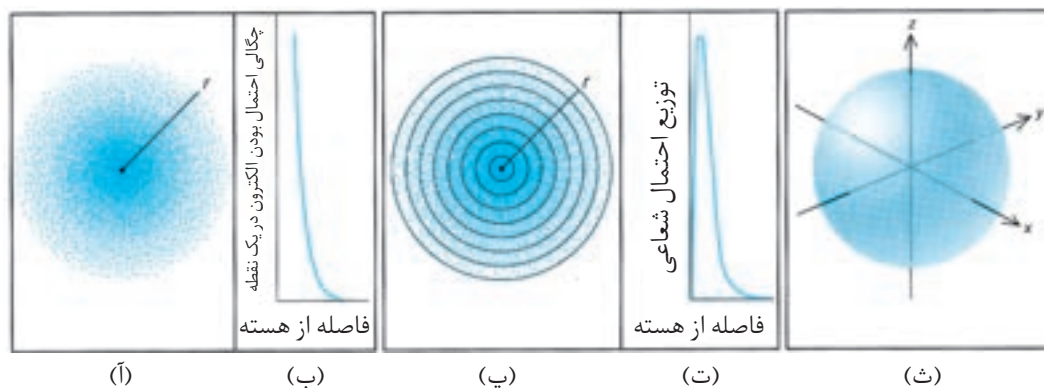 r
چگالی احتمال بودن الکترون در یک نقطه
فاصله از هسته
r
توزیع احتمال شعاعی
فاصله از هسته
z
y
x
(آ)
(ب)
(پ)
(ت)
(ث)